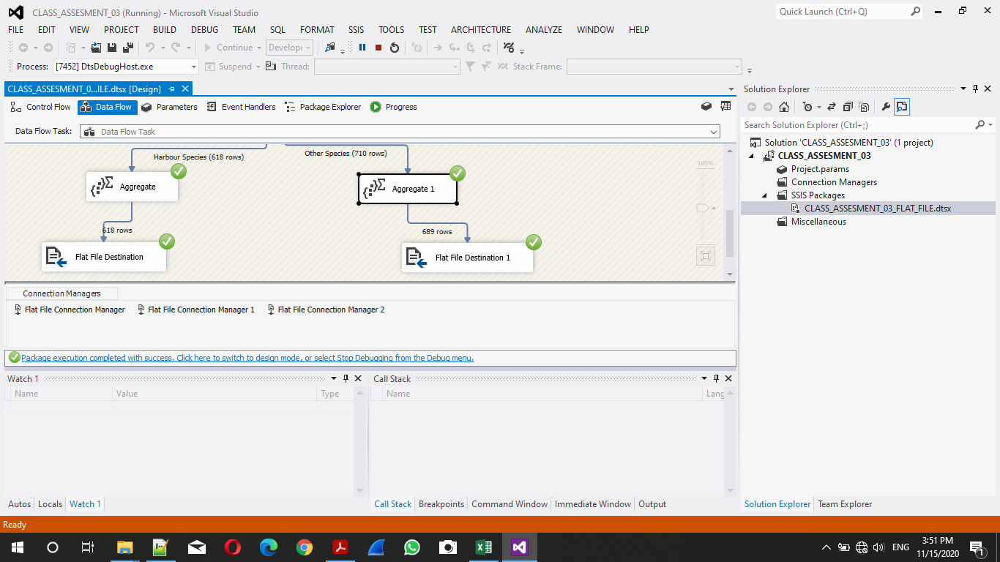 CLASS_ASSESMENT_03 (Running) - Microsoft Visual Studio
Quick Launch (Ctrl+Q)
FILE EDIT VIEW PROJECT BUILD DEBUG TEAM SQL FORMAT SSIS TOOLS TEST ARCHITECTURE ANALYZE WINDOW HELP
Continue Develop
Process: [7452] DtsDebugHost.exe Suspend Thread: Stack Frame:
CLASS_ASSESMENT_0...ILE.dtsx [Design]
Control Flow Data Flow Parameters Event Handlers Package Explorer Progress
Data Flow Task: Data Flow Task
Harbour Species (618 rows)
Other Species (710 rows)
100%
Aggregate
Aggregate 1
618 rows
689 rows
Flat File Destination
Flat File Destination 1
Connection Managers
Flat File Connection Manager Flat File Connection Manager 1 Flat File Connection Manager 2
Package execution completed with success. Click here to switch to design mode, or select Stop Debugging from the Debug menu.
Watch 1
Name Value Type
Autos Locals Watch 1
Call Stack
Name Lang
Call Stack Breakpoints Command Window Immediate Window Output
Solution Explorer
Search Solution Explorer (Ctrl+;)
Solution 'CLASS_ASSESMENT_03' (1 project)
CLASS_ASSESMENT_03
Project.params
Connection Managers
SSIS Packages
CLASS_ASSESMENT_03_FLAT_FILE.dtsx
Miscellaneous
Solution Explorer Team Explorer
Ready
ENG
3:51 PM
11/15/2020
1